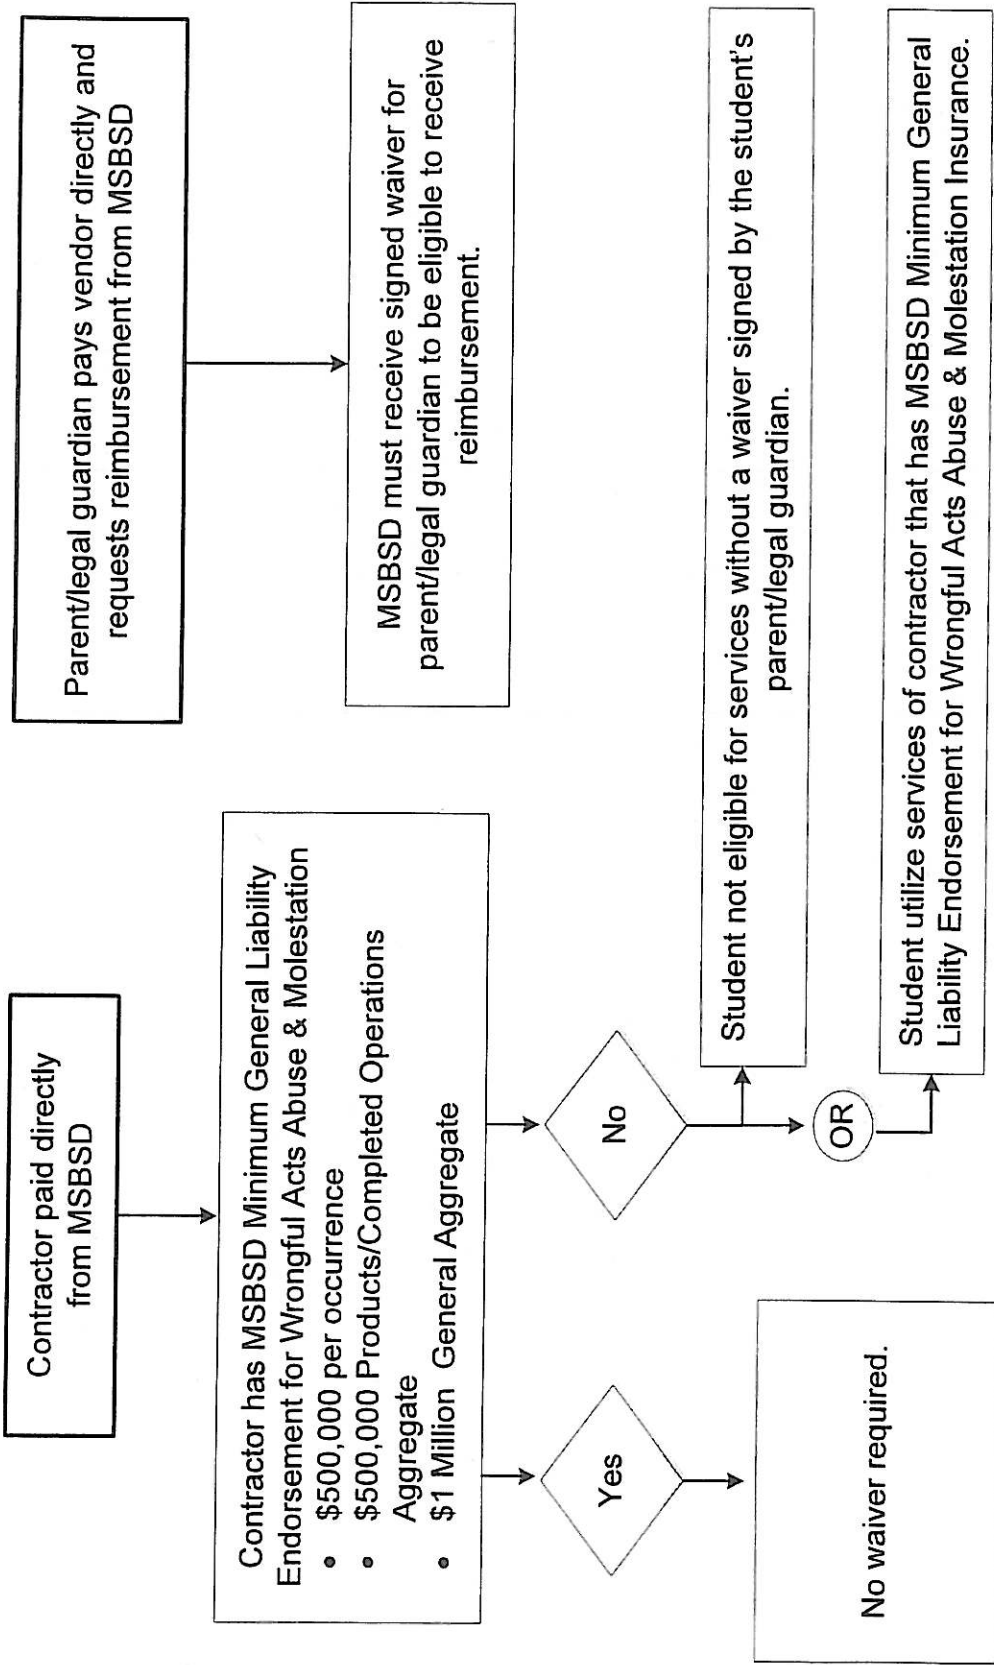 Contractor paid directly
from MSBSD
Contractor has MSBSD Minimum General Liability
Endorsement for Wrongful Acts Abuse & Molestation
• $500,000 per occurrence
• $500,000 Products/Completed Operations
Aggregate
• $1 Million General Aggregate
Yes
No waiver required.
No
Student not eligible for services without a waiver signed by the student's
parent/legal guardian.
OR
Student utilize services of contractor that has MSBSD Minimum General
Liability Endorsement for Wrongful Acts Abuse & Molestation Insurance.
Parent/legal guardian pays vendor directly and
requests reimbursement from MSBSD
MSBSD must receive signed waiver for
parent/legal guardian to be eligible to receive
reimbursement.